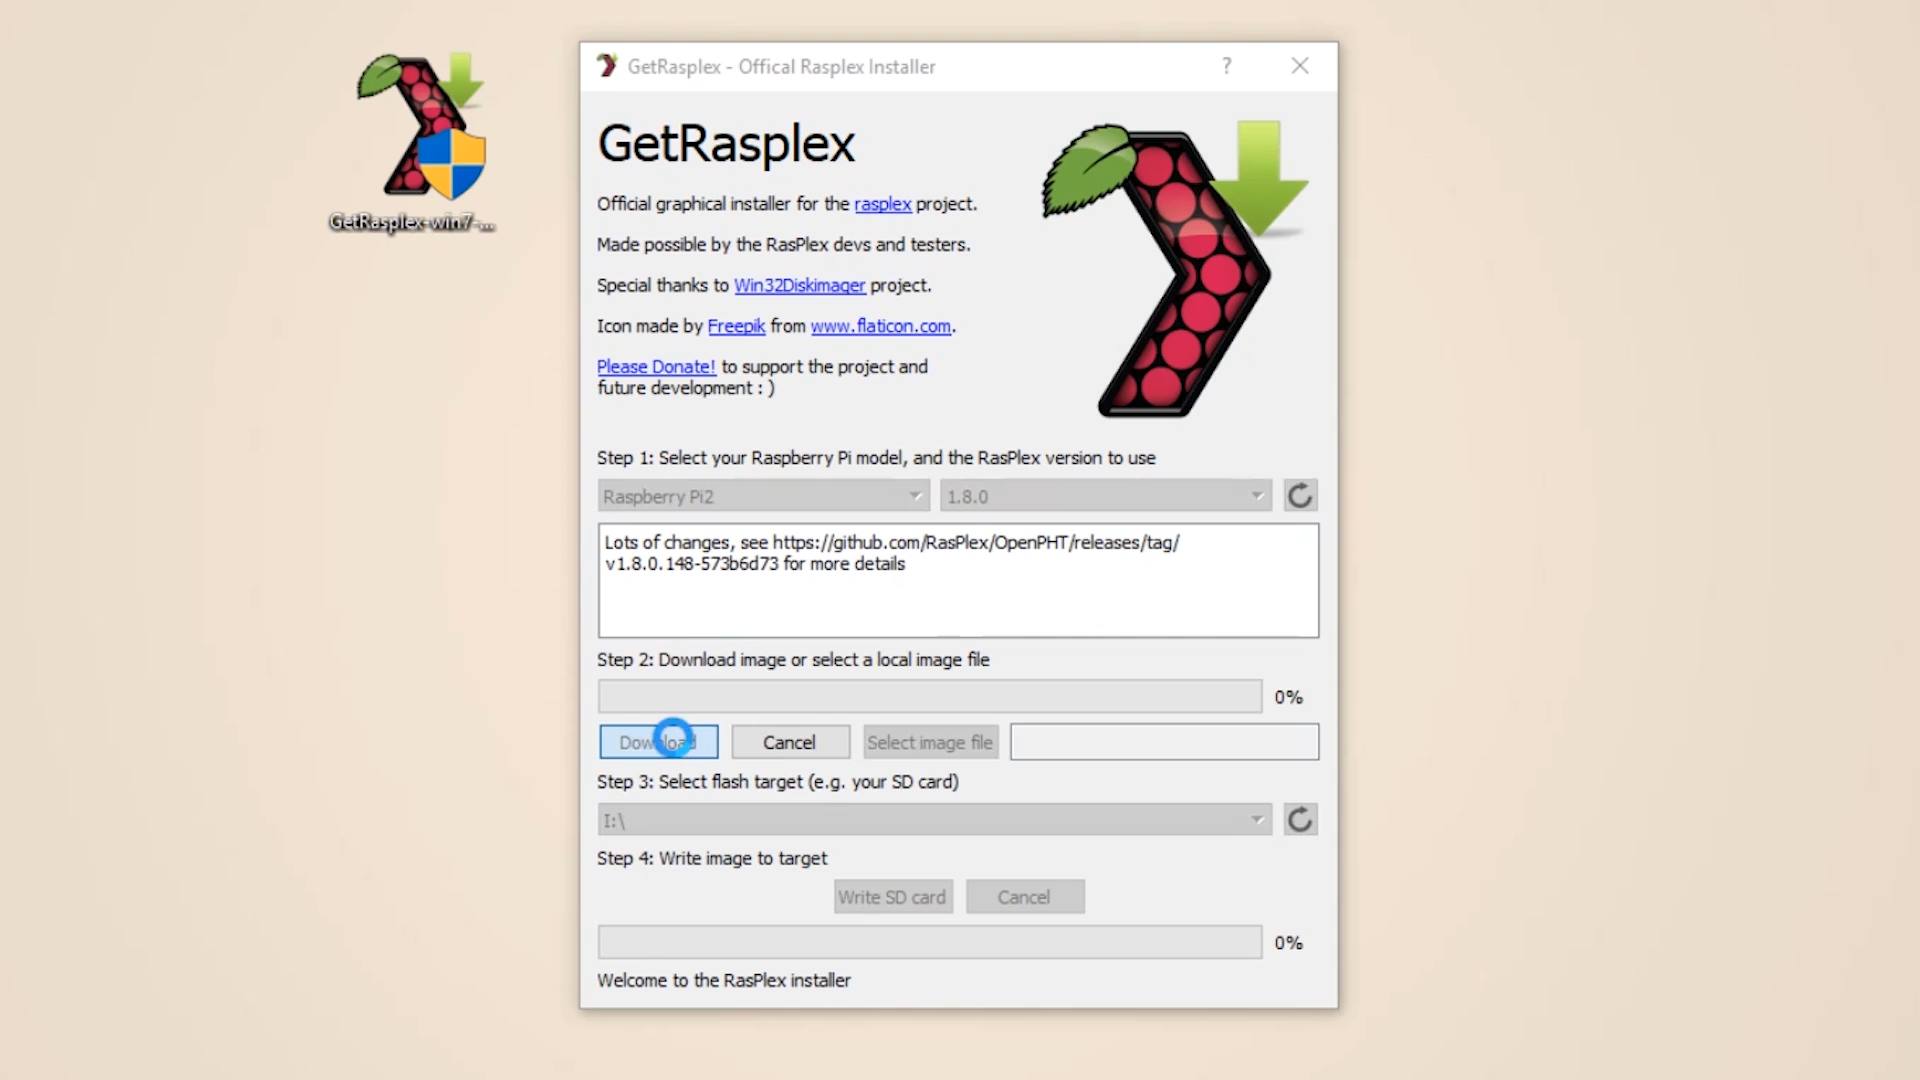 GetRasplex-win7-...
GetRasplex - Offical Rasplex Installer
?
GetRasplex
Official graphical installer for the rasplex project.
Made possible by the RasPlex devs and testers.
Special thanks to Win32Diskimager project.
Icon made by Freepik from www.flaticon.com.
Please Donate! to support the project and
future development : )
Step 1: Select your Raspberry Pi model, and the RasPlex version to use
Raspberry Pi2
1.8.0
Lots of changes, see https://github.com/RasPlex/OpenPHT/releases/tag/
v1.8.0.148-573b6d73 for more details
Step 2: Download image or select a local image file
0%
Download
Cancel
Select image file
Step 3: Select flash target (e.g. your SD card)
I:\
Step 4: Write image to target
Write SD card
Cancel
0%
Welcome to the RasPlex installer